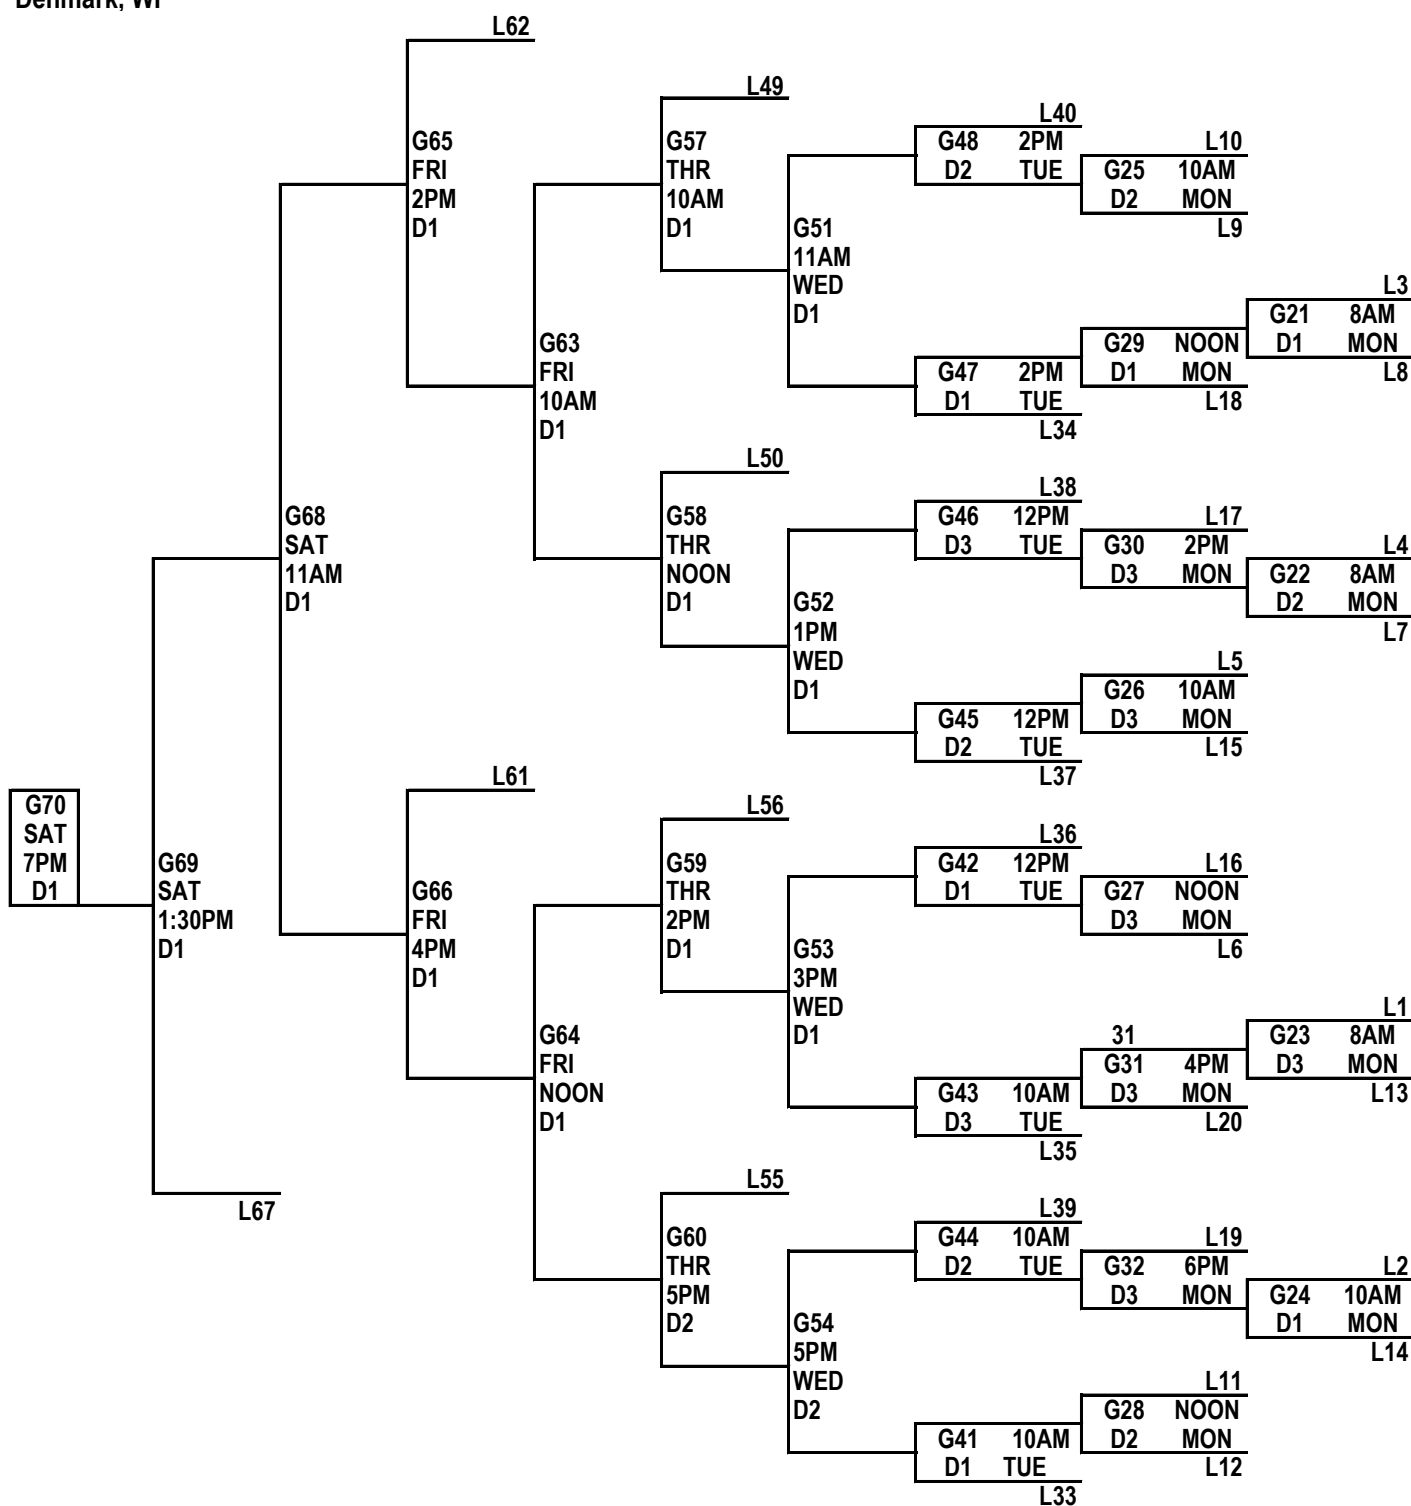 Denmark, WI
L62
L49
L40
G65
FRI
2PM
D1
G57
THR
10AM
D1
G48 2PM
D2 TUE
L10
G25 10AM
D2 MON
L9
G51
11AM
WED
D1
L3
G21 8AM
D1 MON
L8
G63
FRI
10AM
D1
G29 NOON
D1 MON
L18
G47 2PM
D1 TUE
L34
L50
L38
G68
SAT
11AM
D1
G58
THR
NOON
D1
G46 12PM
D3 TUE
L17
G30 2PM
D3 MON
L4
G22 8AM
D2 MON
L7
G52
1PM
WED
D1
L5
G26 10AM
D3 MON
L15
G45 12PM
D2 TUE
L37
L61
L56
G70
SAT
7PM
D1
L36
G69
SAT
1:30PM
D1
G66
FRI
4PM
D1
G59
THR
2PM
D1
G42 12PM
D1 TUE
L16
G27 NOON
D3 MON
L6
G53
3PM
WED
D1
L1
G64
FRI
NOON
D1
31
G31 4PM
D3 MON
L20
G23 8AM
D3 MON
L13
G43 10AM
D3 TUE
L35
L55
L67
L39
G60
THR
5PM
D2
G44 10AM
D2 TUE
L19
G32 6PM
D3 MON
L2
G24 10AM
D1 MON
L14
G54
5PM
WED
D2
L11
G28 NOON
D2 MON
L12
G41 10AM
D1 TUE
L33